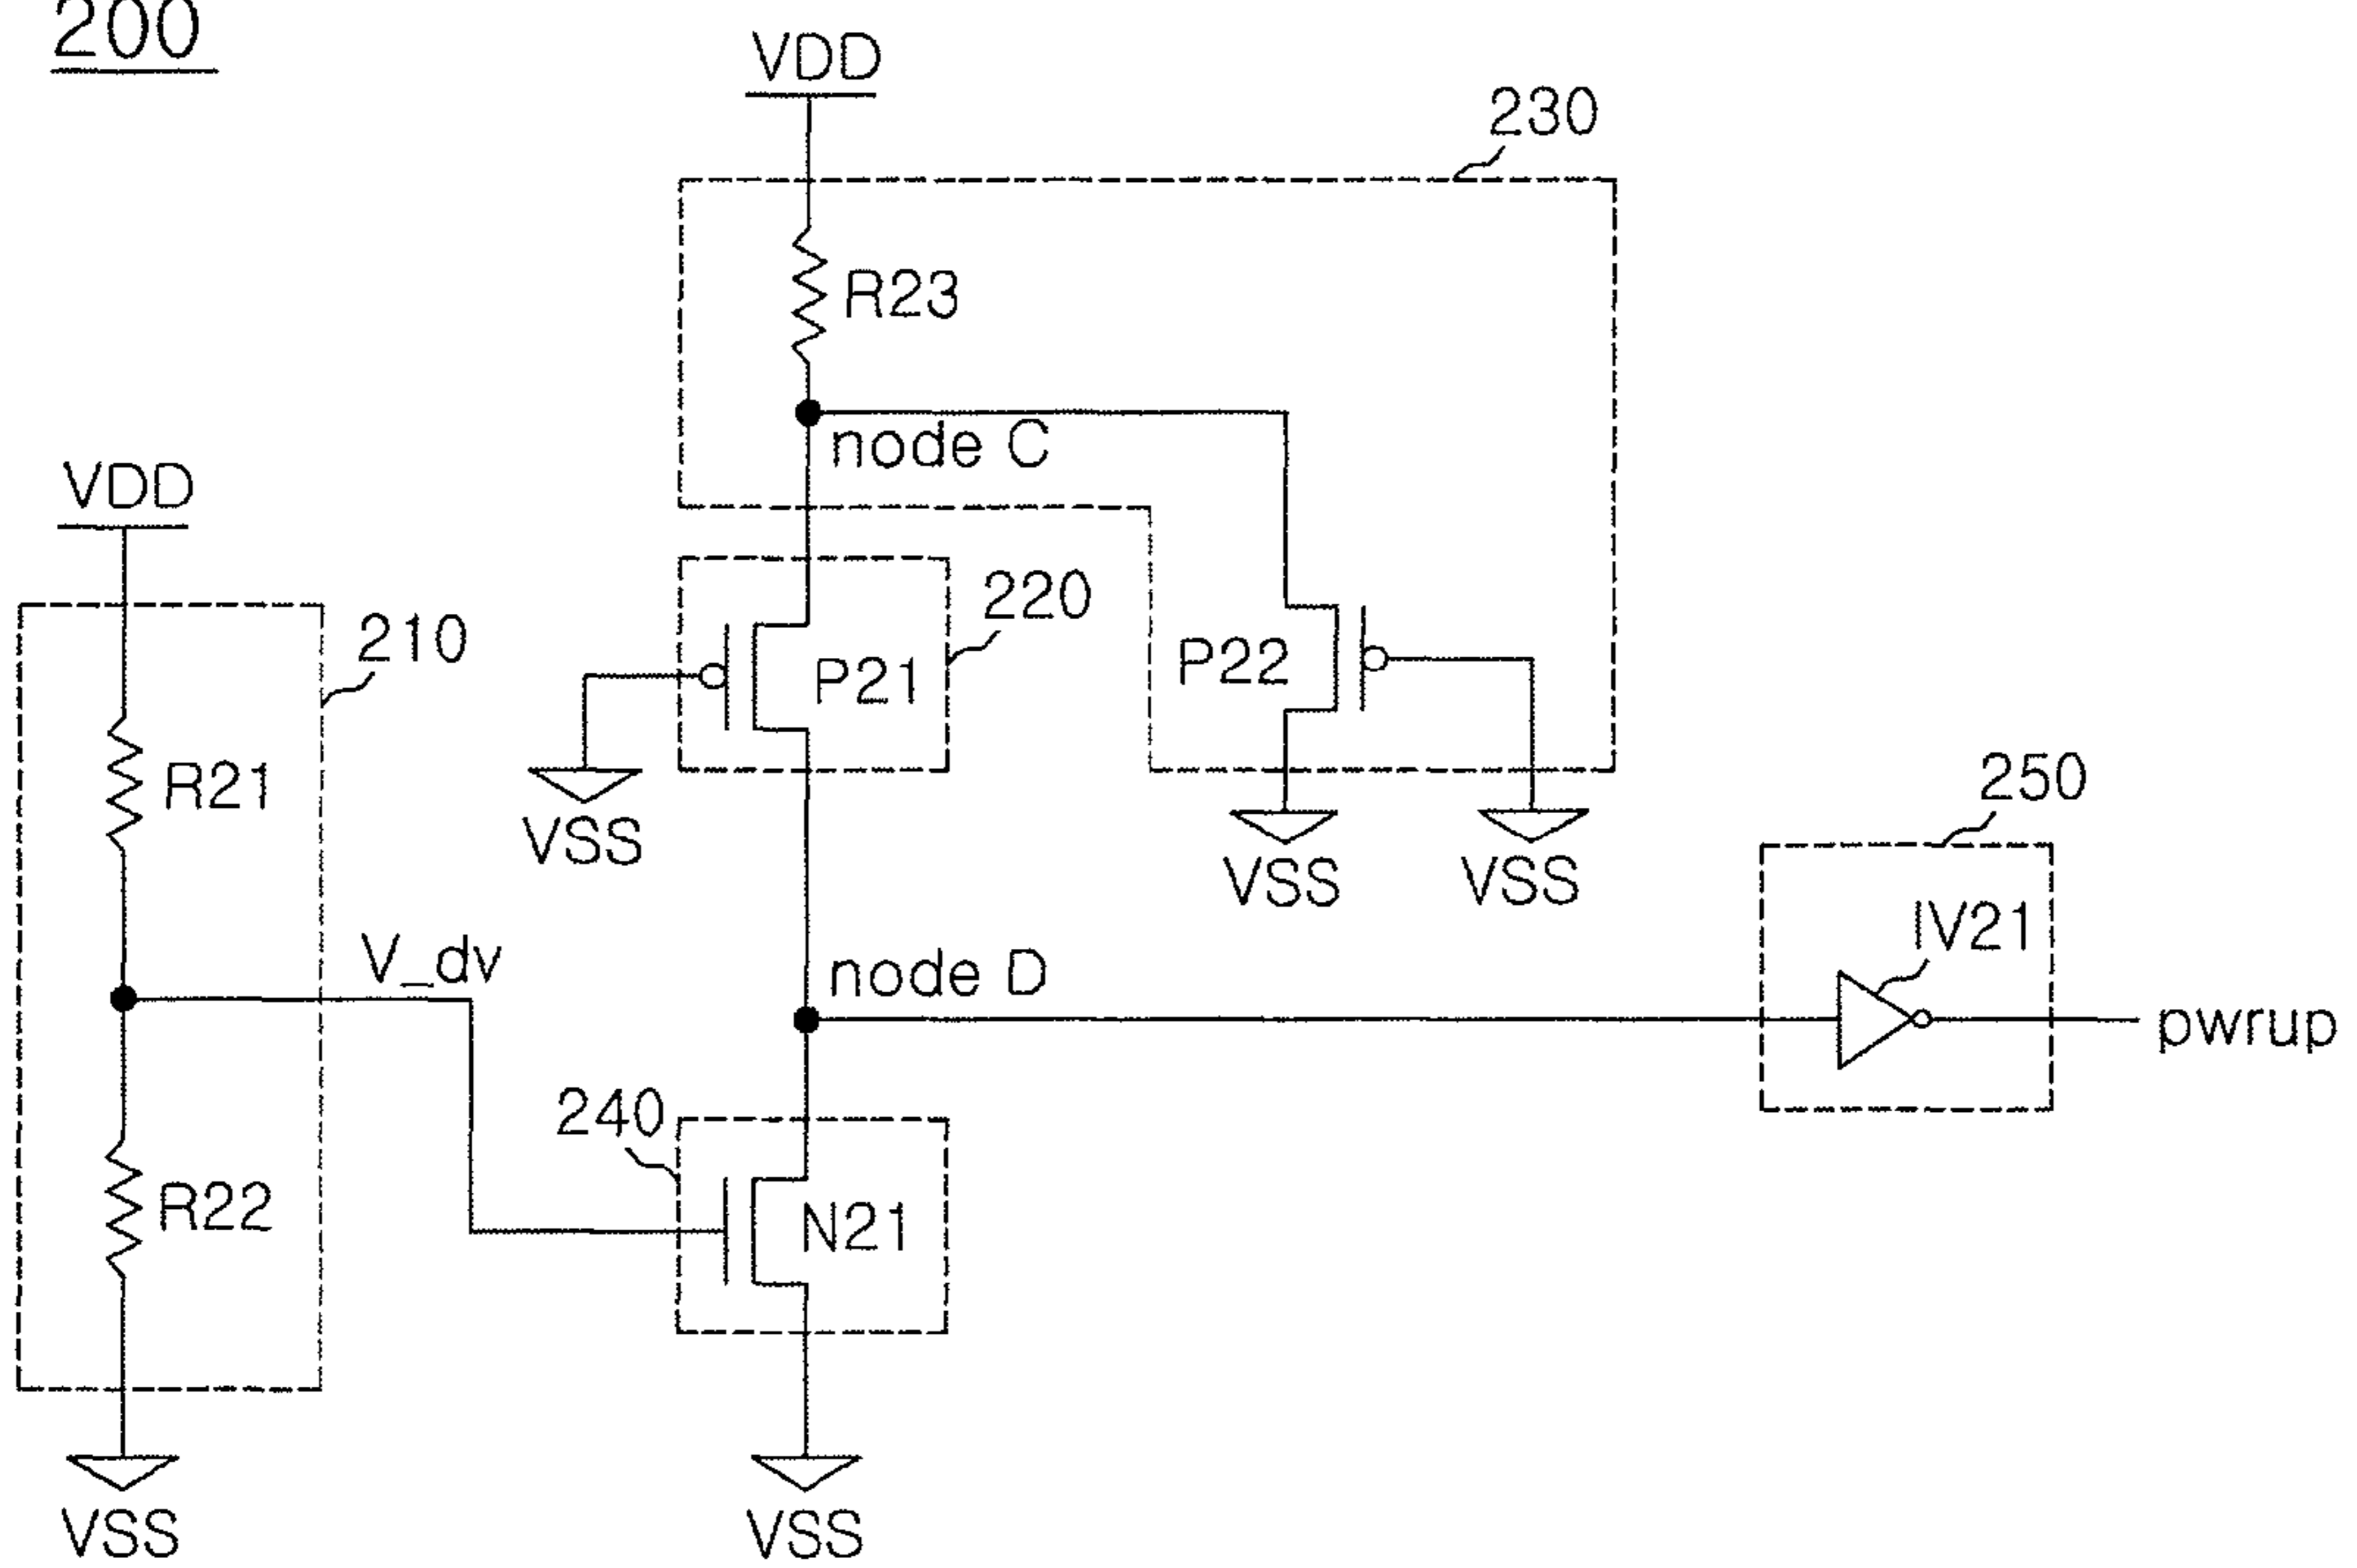 200
VDD
230
R23
node C
VDD
220
210
P21
P22
R21
VSS
250
VSS
VSS
IV21
V_dv
node D
pwrup
240
R22
N21
VSS
VSS